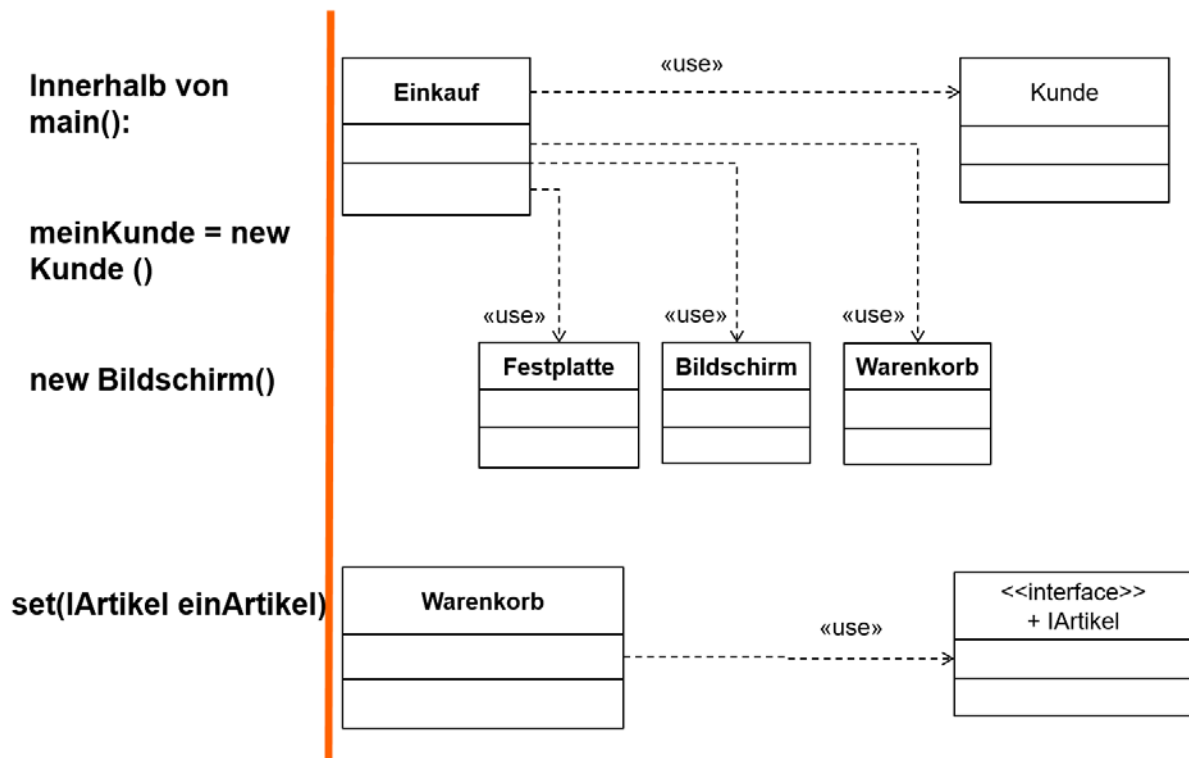 Innerhalb von
main():
meinKunde = new
Kunde ()
new Bildschirm()
set(IArtikel einArtikel)
Einkauf
«use»
Kunde
«use»
«use»
«use»
Festplatte
Bildschirm
Warenkorb
Warenkorb
«use»
<<interface>>
+ IArtikel